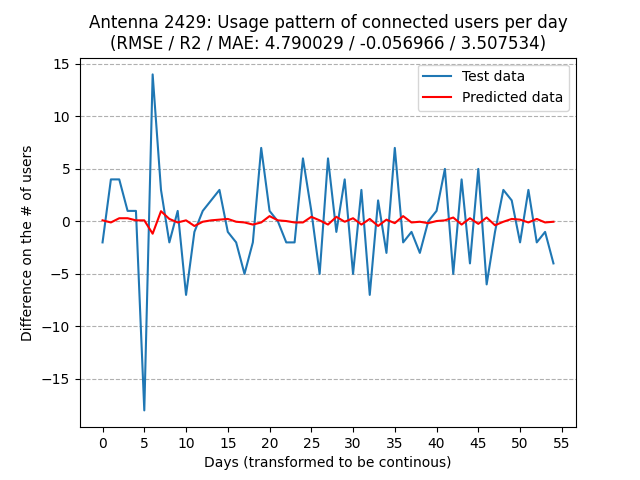 Antenna 2429: Usage pattern of connected users per day
(RMSE / R2 / MAE: 4.790029 / -0.056966 / 3.507534)
Test data
Predicted data
Difference on the # of users
15
10
5
0
−5
−10
−15
0 5 10 15 20 25 30 35 40 45 50 55
Days (transformed to be continous)